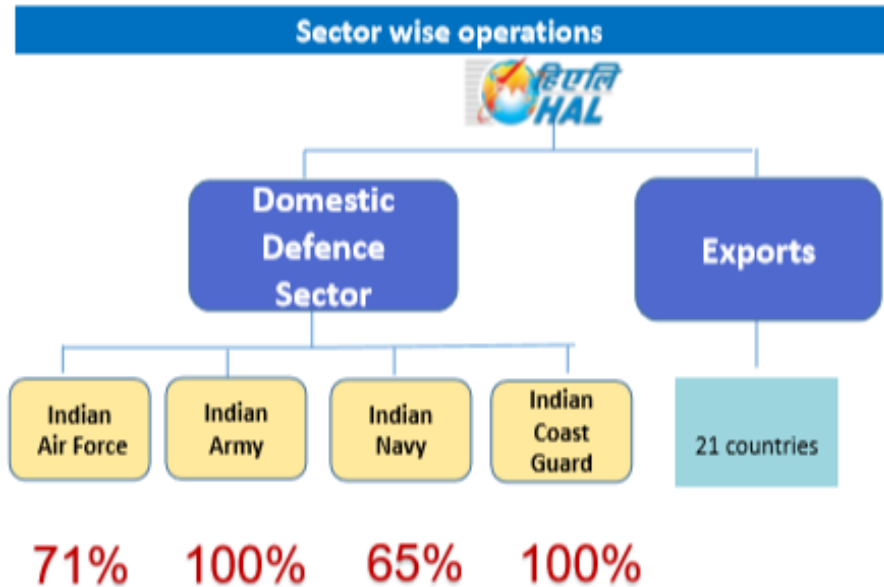 Sector wise operations
हिएलि
HAL
Domestic
Defence
Sector
Exports
Indian
Air Force
Indian
Army
Indian
Navy
Indian
Coast
Guard
21 countries
71%
100%
65%
100%